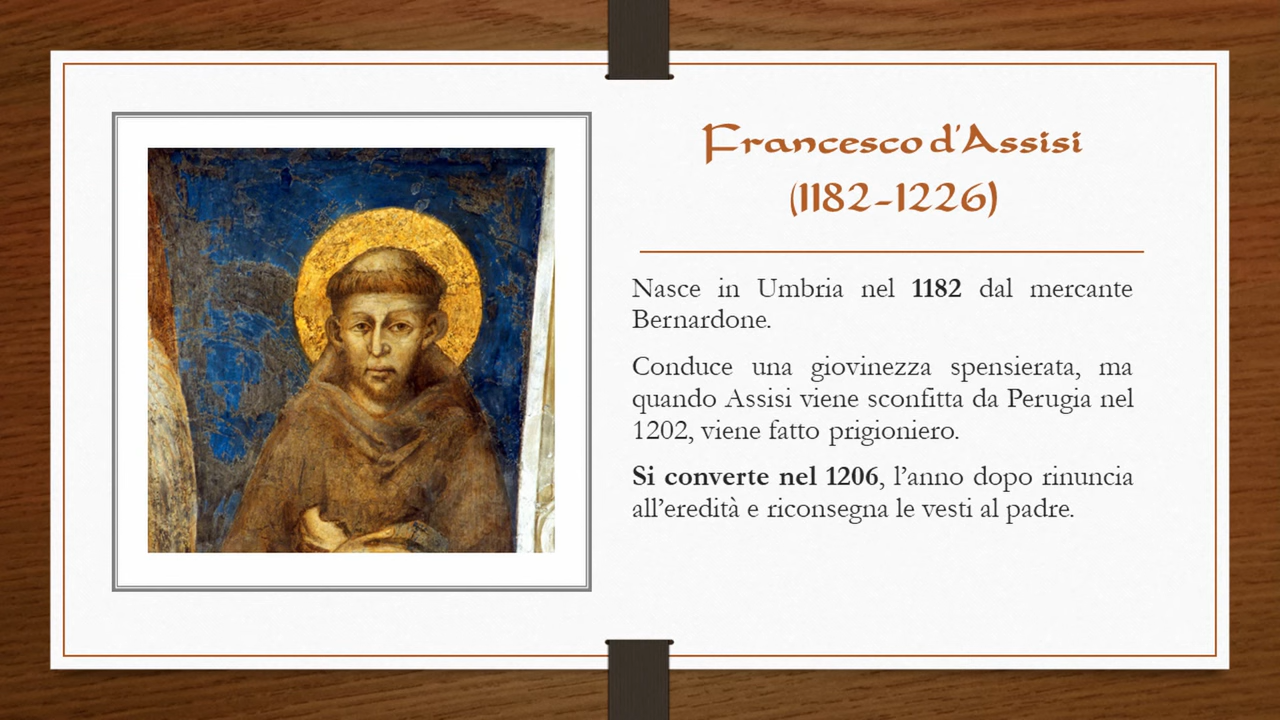 Francesco d'Assisi
(1182-1226)
Nasce in Umbria nel 1182 dal mercante
Bernardone.
Conduce una giovinezza spensierata, ma
quando Assisi viene sconfitta da Perugia nel
1202, viene fatto prigioniero.
Si converte nel 1206, l’anno dopo rinuncia
all’eredità e riconsegna le vesti al padre.